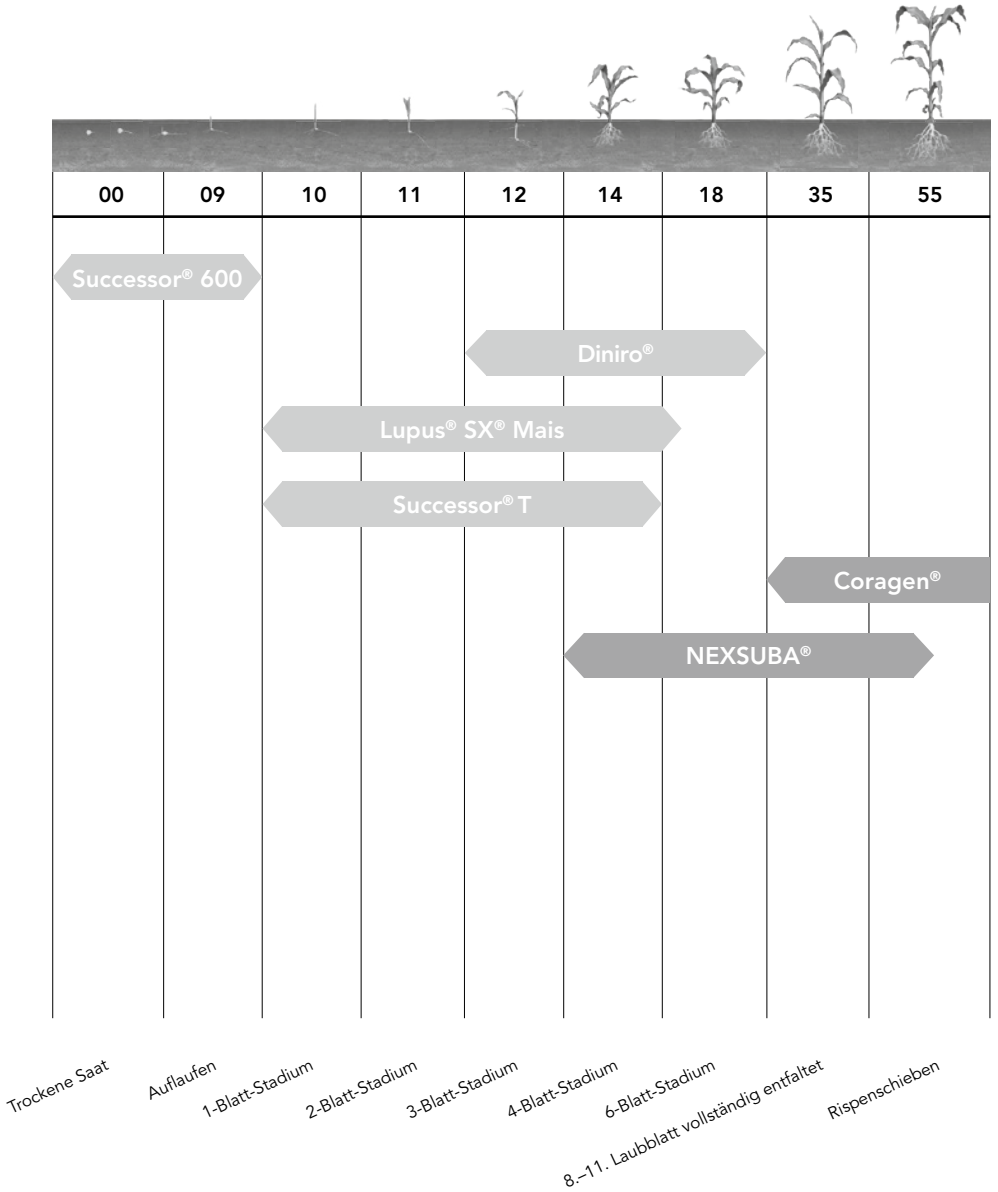 00 09 10 11 12 14 18 35 55
Successor® 600
Diniro®
Lupus® SX® Mais
Successor® T
Coragen®
NEXSUBA®
Trockene Saat
Auflaufen
1-Blatt-Stadium
2-Blatt-Stadium
3-Blatt-Stadium
4-Blatt-Stadium
6-Blatt-Stadium
8.–11. Laubblatt vollständig entfaltet
Rispenschieben